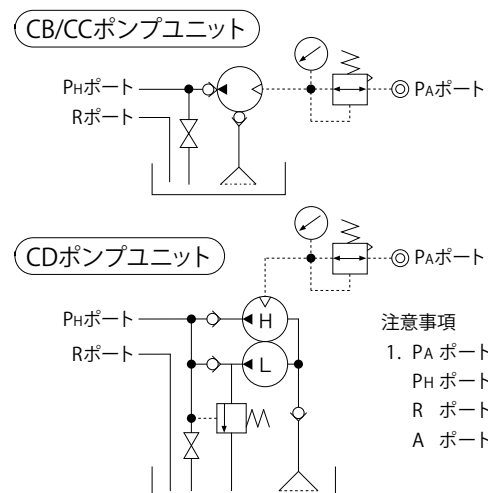 CB/CCポンプユニット
PHポート
Rポート
PAポート
CDポンプユニット
PAポート
PHポート
H
Rポート
L
注意事項
1. PA ポート
PH ポート
R ポート
A ポート